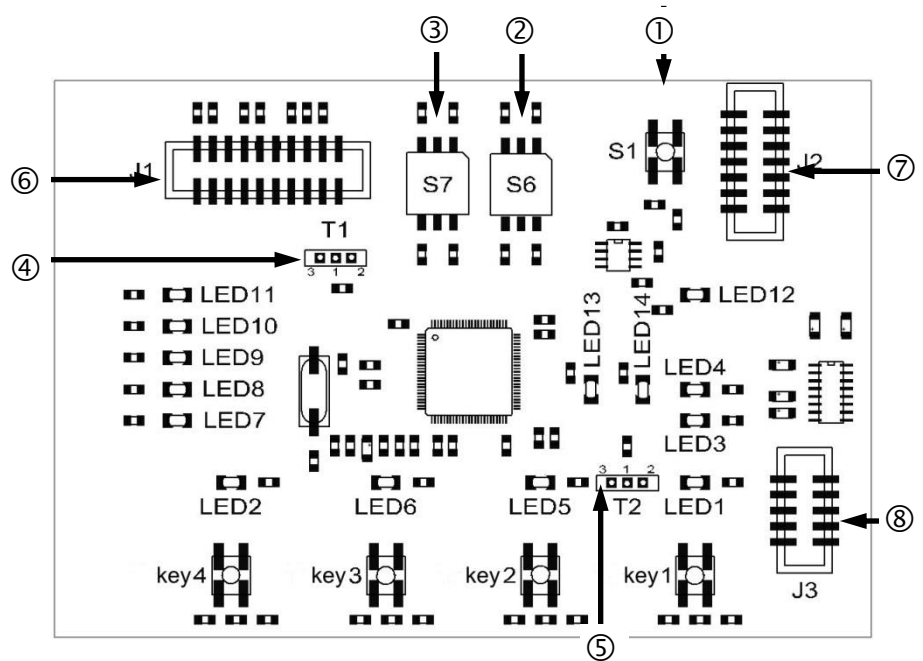 ③ ② ①
S1
J1
J2
⑥
⑦
S7
S6
T1
④
3 1 2
LED11
LED13
LED14
LED12
LED10
LED9
LED4
LED8
LED7
LED3
3 1 2
LED2
LED6
LED5
T2
LED1
⑧
key4
key3
key2
key1
J3
⑤